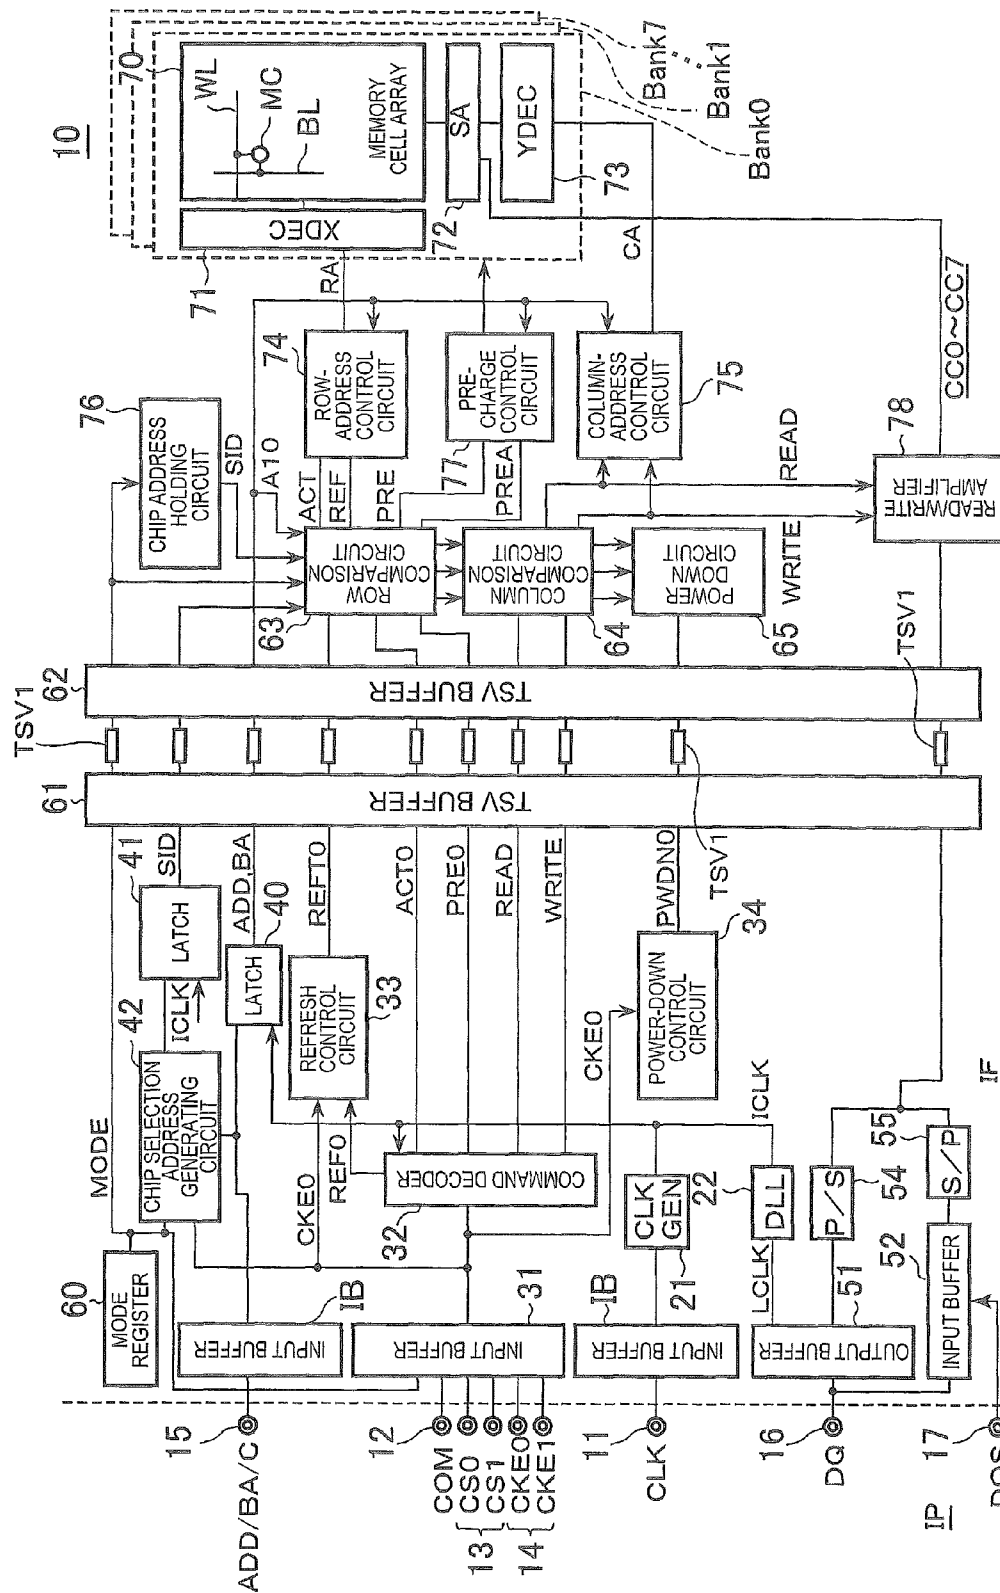 10
ADD/BA/C
15
COM
12
CS0
CS1
13
CKE0
CKE1
14
CLK
11
DQ
16
DQS
17
IP
60
MODE
REGISTER
INPUT BUFFER
IB
INPUT BUFFER
31
INPUT BUFFER
IB
OUTPUT BUFFER
51
INPUT BUFFER
52
MODE
CHIP SELECTION
ADDRESS
GENERATING
CIRCUIT
42
ICLK
LATCH
41
SID
LATCH
40
ADD,BA
CKE0
REF0
REFRESH
CONTROL
CIRCUIT
33
REFT0
COMMAND DECODER
32
ACT0
PRE0
READ
WRITE
CKE0
POWER-DOWN
CONTROL
CIRCUIT
34
PWDN0
CLK
GEN
21
LCLK
DLL
22
ICLK
P/S
54
S/P
55
IF
TSV BUFFER
61
TSV1
TSV1
TSV1
TSV BUFFER
62
CHIP ADDRESS
HOLDING
CIRCUIT
76
SID
A10
ROW
COMPARISON
CIRCUIT
63
COLUMN
COMPARISON
CIRCUIT
64
POWER
DOWN
CIRCUIT
65
ACT
REF
PRE
PREA
READ
WRITE
ROW-
ADDRESS
CONTROL
CIRCUIT
74
PRE-
CHARGE
CONTROL
CIRCUIT
77
COLUMN-
ADDRESS
CONTROL
CIRCUIT
75
READ/WRITE
AMPLIFIER
78
CC0~CC7
RA
CA
XDEC
71
MEMORY
CELL ARRAY
70
WL
MC
BL
SA
72
YDEC
73
Bank7
Bank1
Bank0